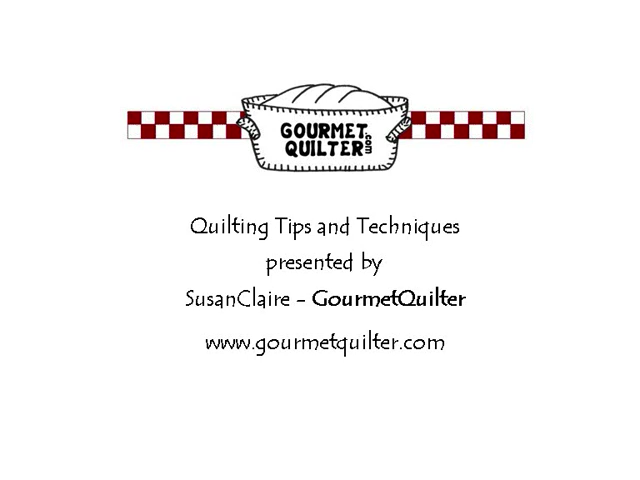 GOURMET
QUILTER.com
Quilting Tips and Techniques
presented by
SusanClaire - GourmetQuilter
www.gourmetquilter.com